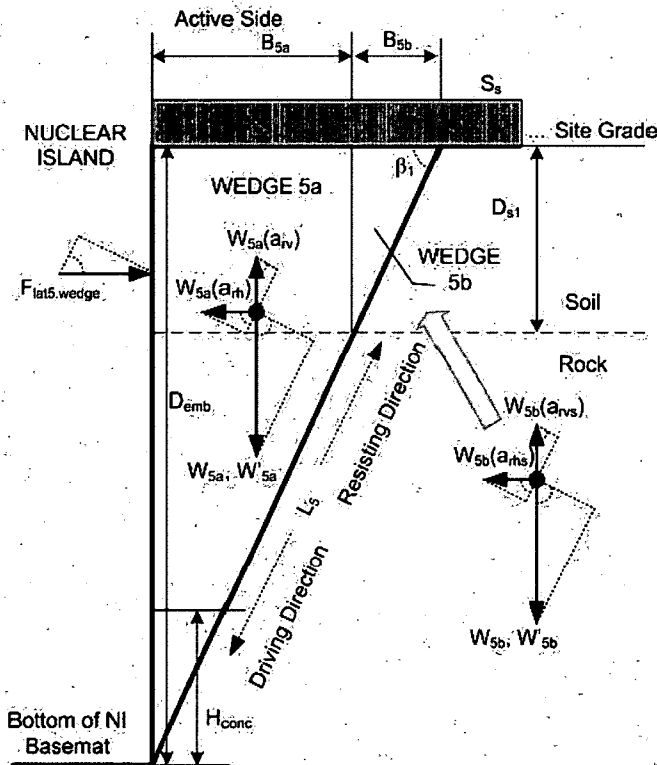 Active Side
B5a
B5b
Ss
NUCLEAR
ISLAND
Site Grade
β1
WEDGE 5a
Ds1
W5a(arv)
WEDGE
5b
Flat5.wedge
W5a(arh)
Soil
Rock
Demb
W5b(arvs)
W5b(arhs)
W5a, W'5a
Resisting Direction
L5
Driving Direction
W5b, W'5b
Hconc
Bottom of NI
Basemat